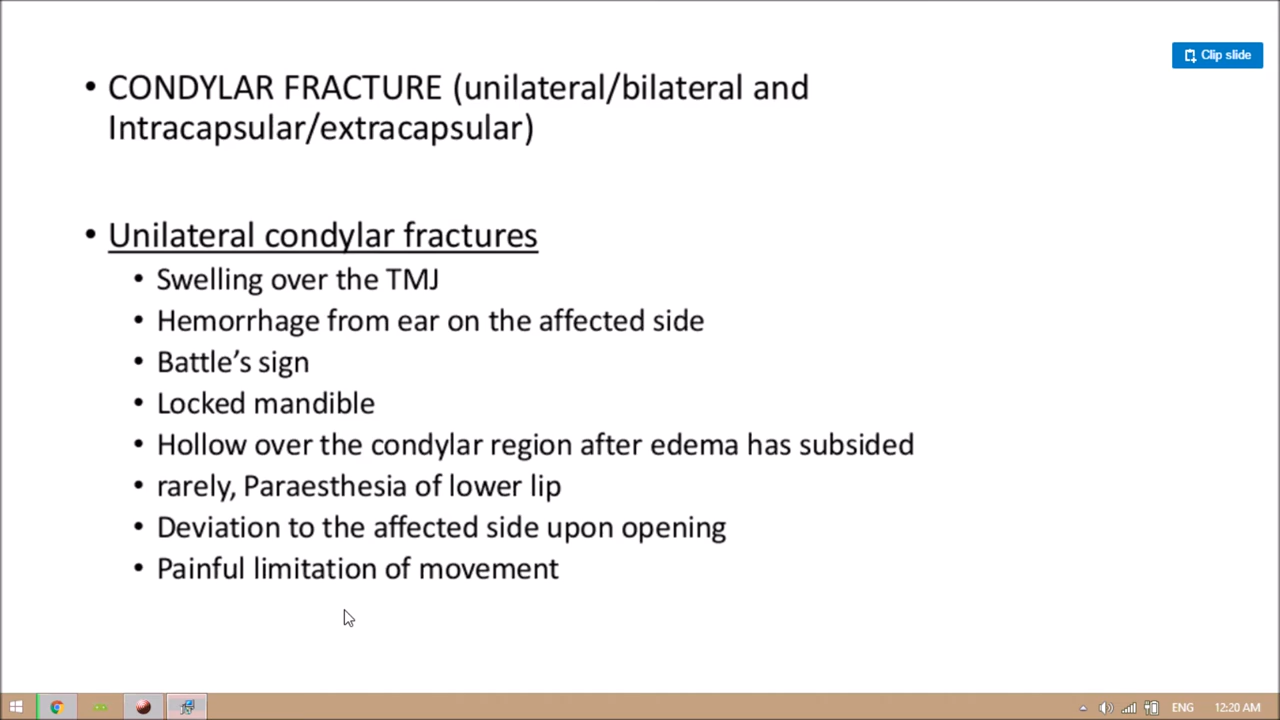 Clip slide
• CONDYLAR FRACTURE (unilateral/bilateral and
Intracapsular/extracapsular)
• Unilateral condylar fractures
• Swelling over the TMJ
• Hemorrhage from ear on the affected side
• Battle’s sign
• Locked mandible
• Hollow over the condylar region after edema has subsided
• rarely, Paraesthesia of lower lip
• Deviation to the affected side upon opening
• Painful limitation of movement
ENG
12:20 AM